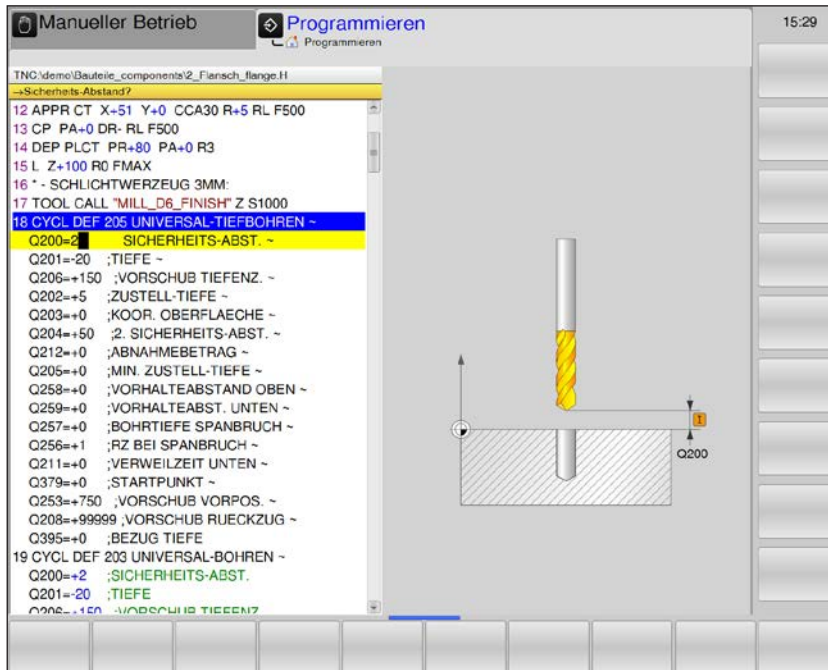 Manueller Betrieb
Programmieren
Programmieren
15:29
TNC:\demo\Bauteile_components\2_Flansch_flange.H
→Sicherheits-Abstand?
12 APPR CT X+51 Y+0 CCA30 R+5 RL F500
13 CP PA+0 DR- RL F500
14 DEP PLCT PR+80 PA+0 R3
15 L Z+100 R0 FMAX
16 * - SCHLICHTWERZEUG 3MM:
17 TOOL CALL "MILL_D6_FINISH" Z S1000
18 CYCL DEF 205 UNIVERSAL-TIEFBOHREN ~
Q200=2 SICHERHEITS-ABST. ~
Q201=-20 ;TIEFE ~
Q206=+150 ;VORSCHUB TIEFENZ. ~
Q202=+5 ;ZUSTELL-TIEFE ~
Q203=+0 ;KOOR. OBERFLAECHE ~
Q204=+50 ;2. SICHERHEITS-ABST. ~
Q212=+0 ;ABNAHMEBETRAG ~
Q205=+0 ;MIN. ZUSTELL-TIEFE ~
Q258=+0 ;VORHALTEABSTAND OBEN ~
Q259=+0 ;VORHALTEABST. UNTEN ~
Q257=+0 ;BOHRTIEFE SPANBRUCH ~
Q256=+1 ;RZ BEI SPANBRUCH ~
Q211=+0 ;VERWEILZEIT UNTEN ~
Q379=+0 ;STARTPUNKT ~
Q253=+750 ;VORSCHUB VORPOS. ~
Q208=+99999 ;VORSCHUB RUECKZUG ~
Q395=+0 ;BEZUG TIEFE
19 CYCL DEF 203 UNIVERSAL-BOHREN ~
Q200=+2 ;SICHERHEITS-ABST.
Q201=-20 ;TIEFE
Q206=+150 ;VORSCHUB TIEFENZ
I
Q200